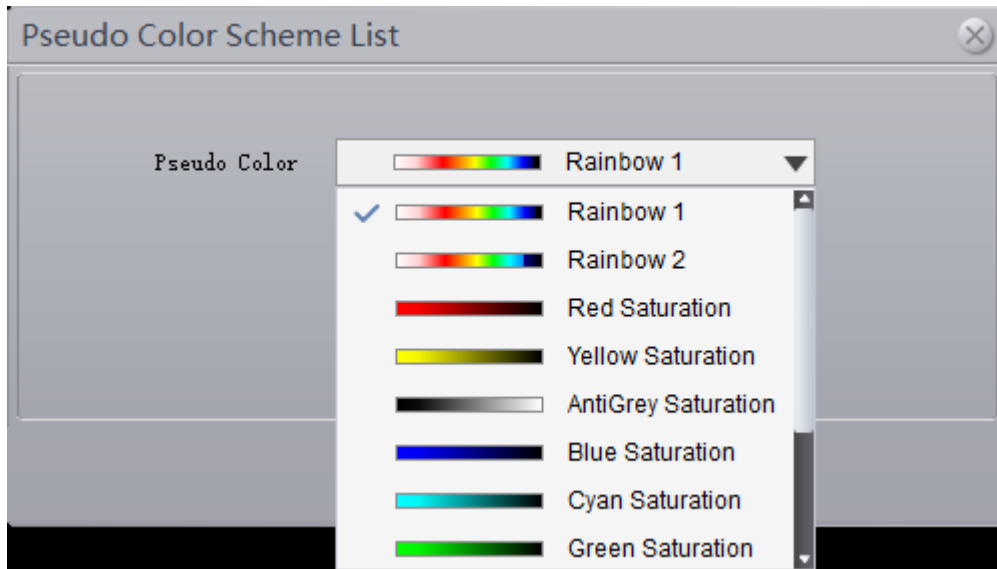 Pseudo Color Scheme List
Pseudo Color
Rainbow 1
Rainbow 1
Rainbow 2
Red Saturation
Yellow Saturation
AntiGrey Saturation
Blue Saturation
Cyan Saturation
Green Saturation